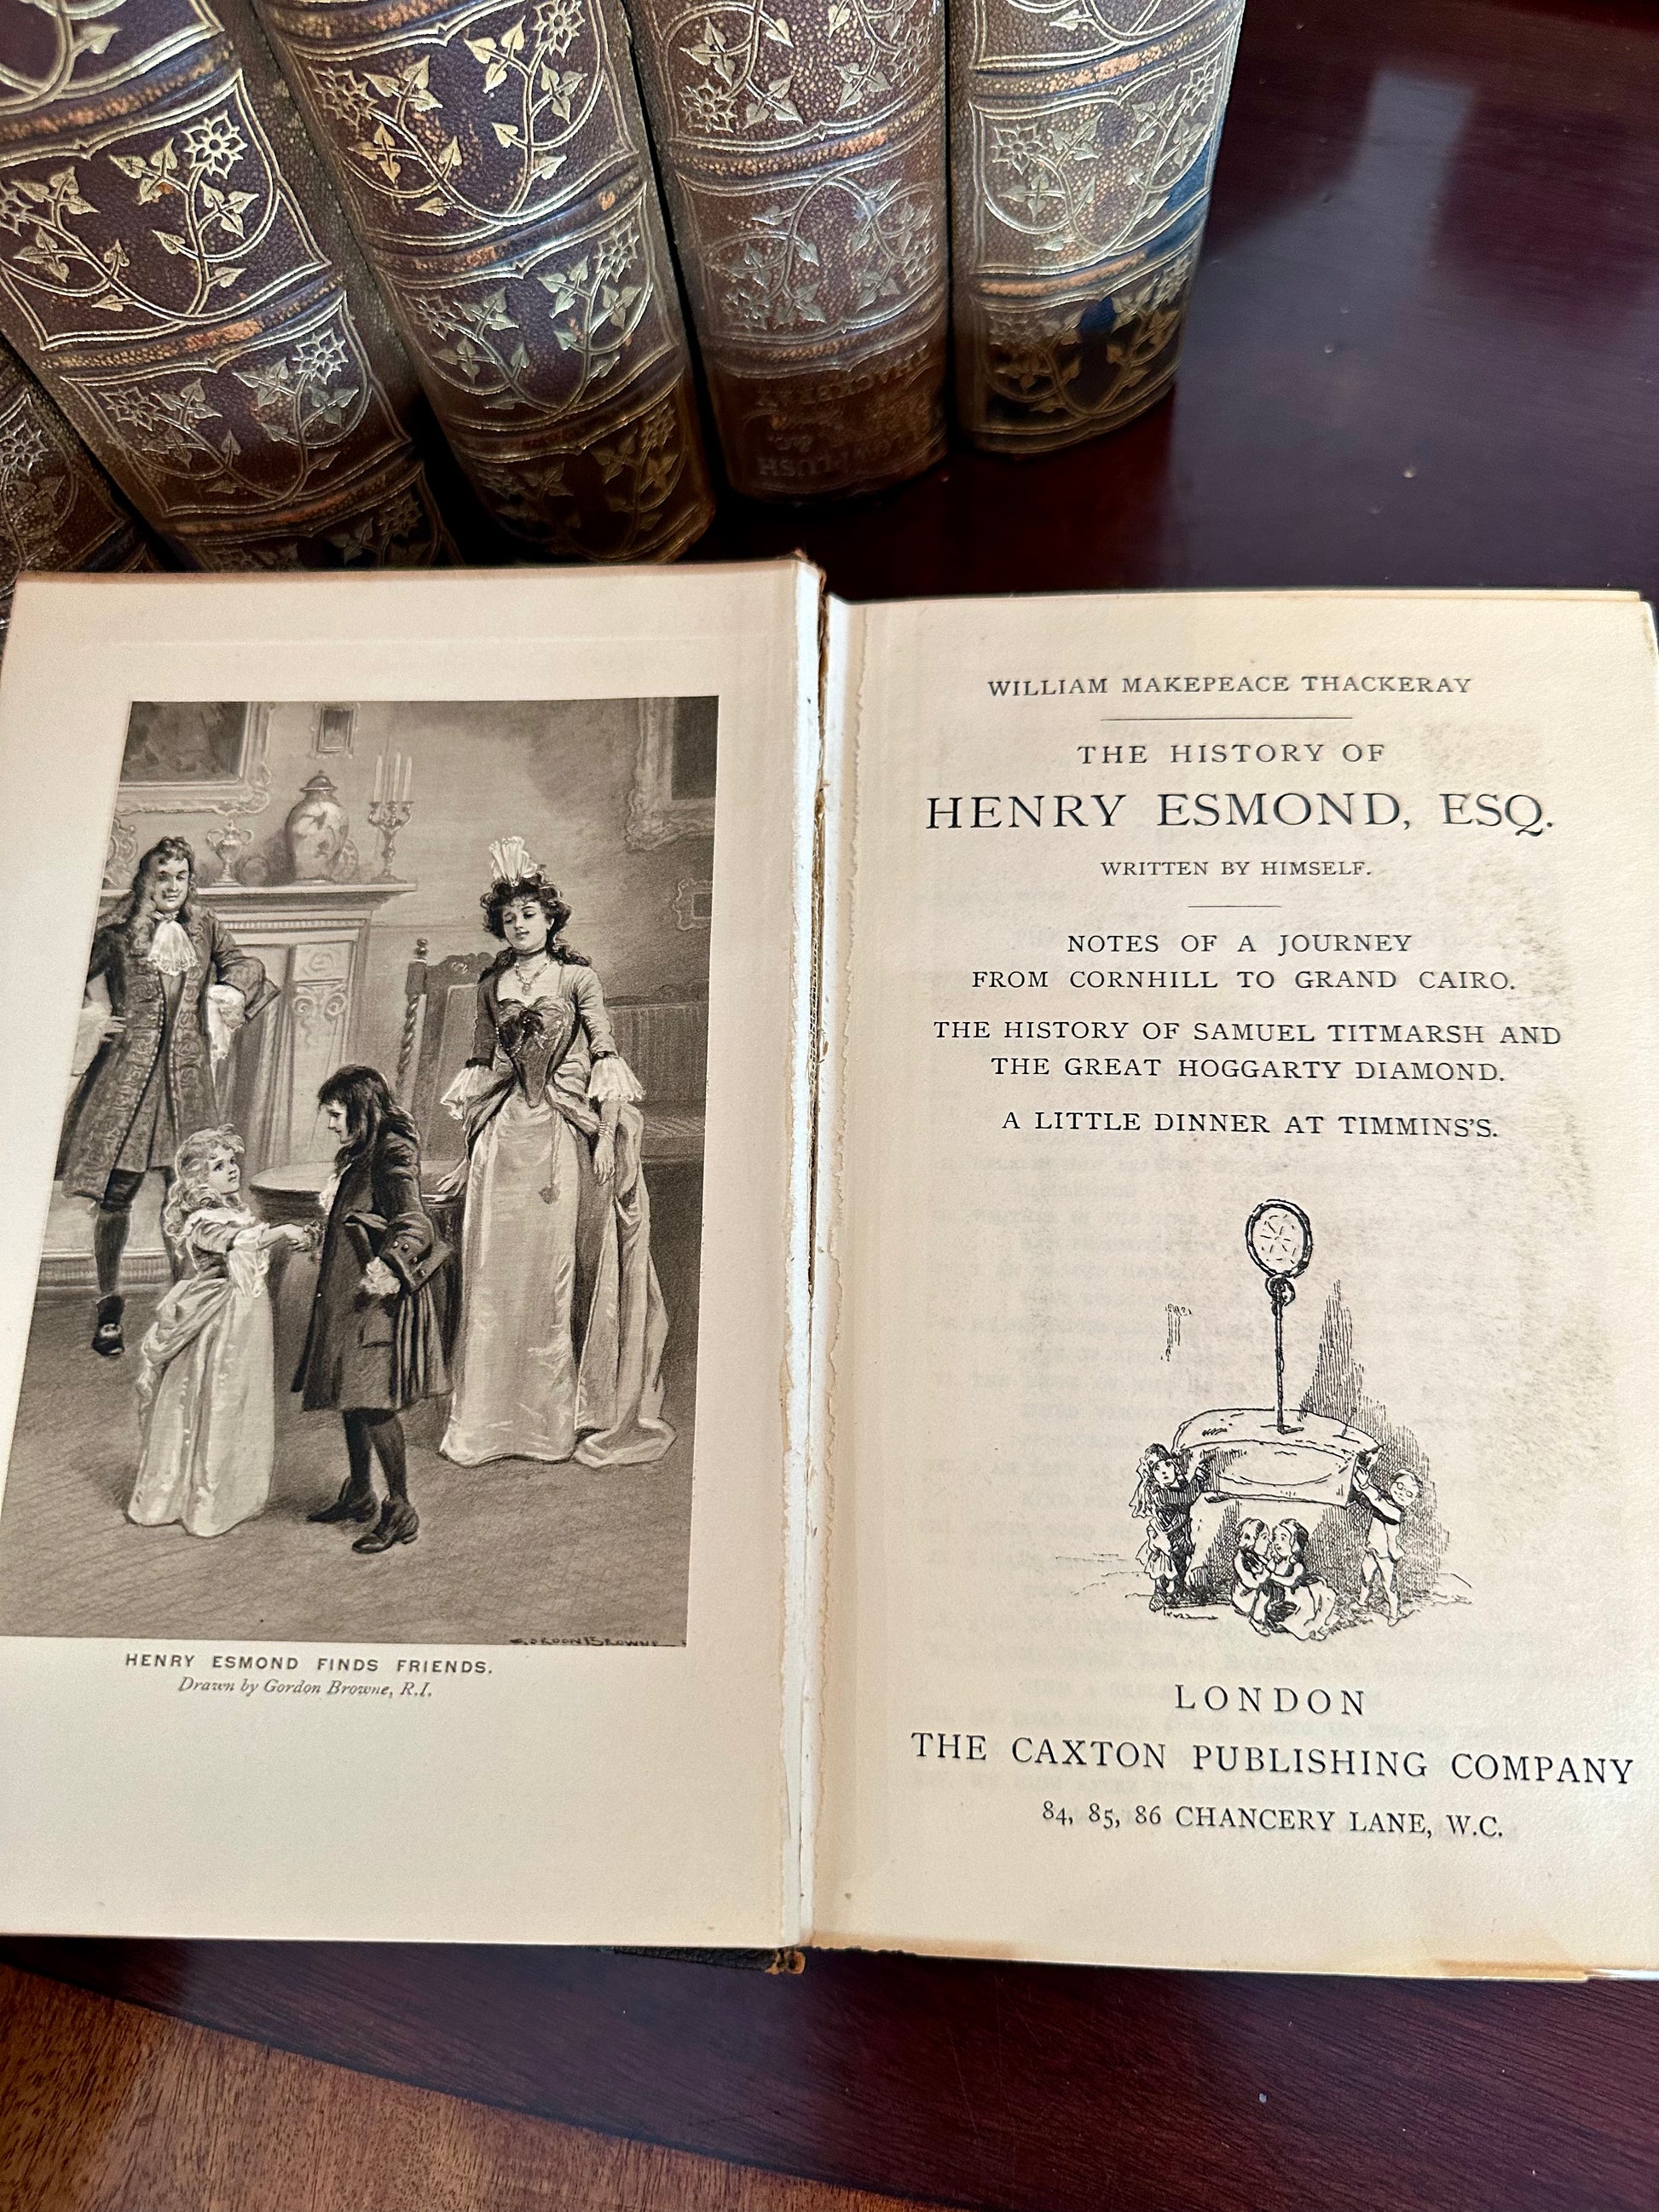 THACKERAY
&c.
WILLIAM MAKEPEACE THACKERAY
THE HISTORY OF
HENRY ESMOND, ESQ.
WRITTEN BY HIMSELF.
NOTES OF A JOURNEY
FROM CORNHILL TO GRAND CAIRO.
THE HISTORY OF SAMUEL TITMARSH AND
THE GREAT HOGGARTY DIAMOND.
A LITTLE DINNER AT TIMMINS'S.
LONDON
THE CAXTON PUBLISHING COMPANY
84, 85, 86 CHANCERY LANE, W.C.
GORDON BROWNE
HENRY ESMOND FINDS FRIENDS.
Drawn by Gordon Browne, R.I.